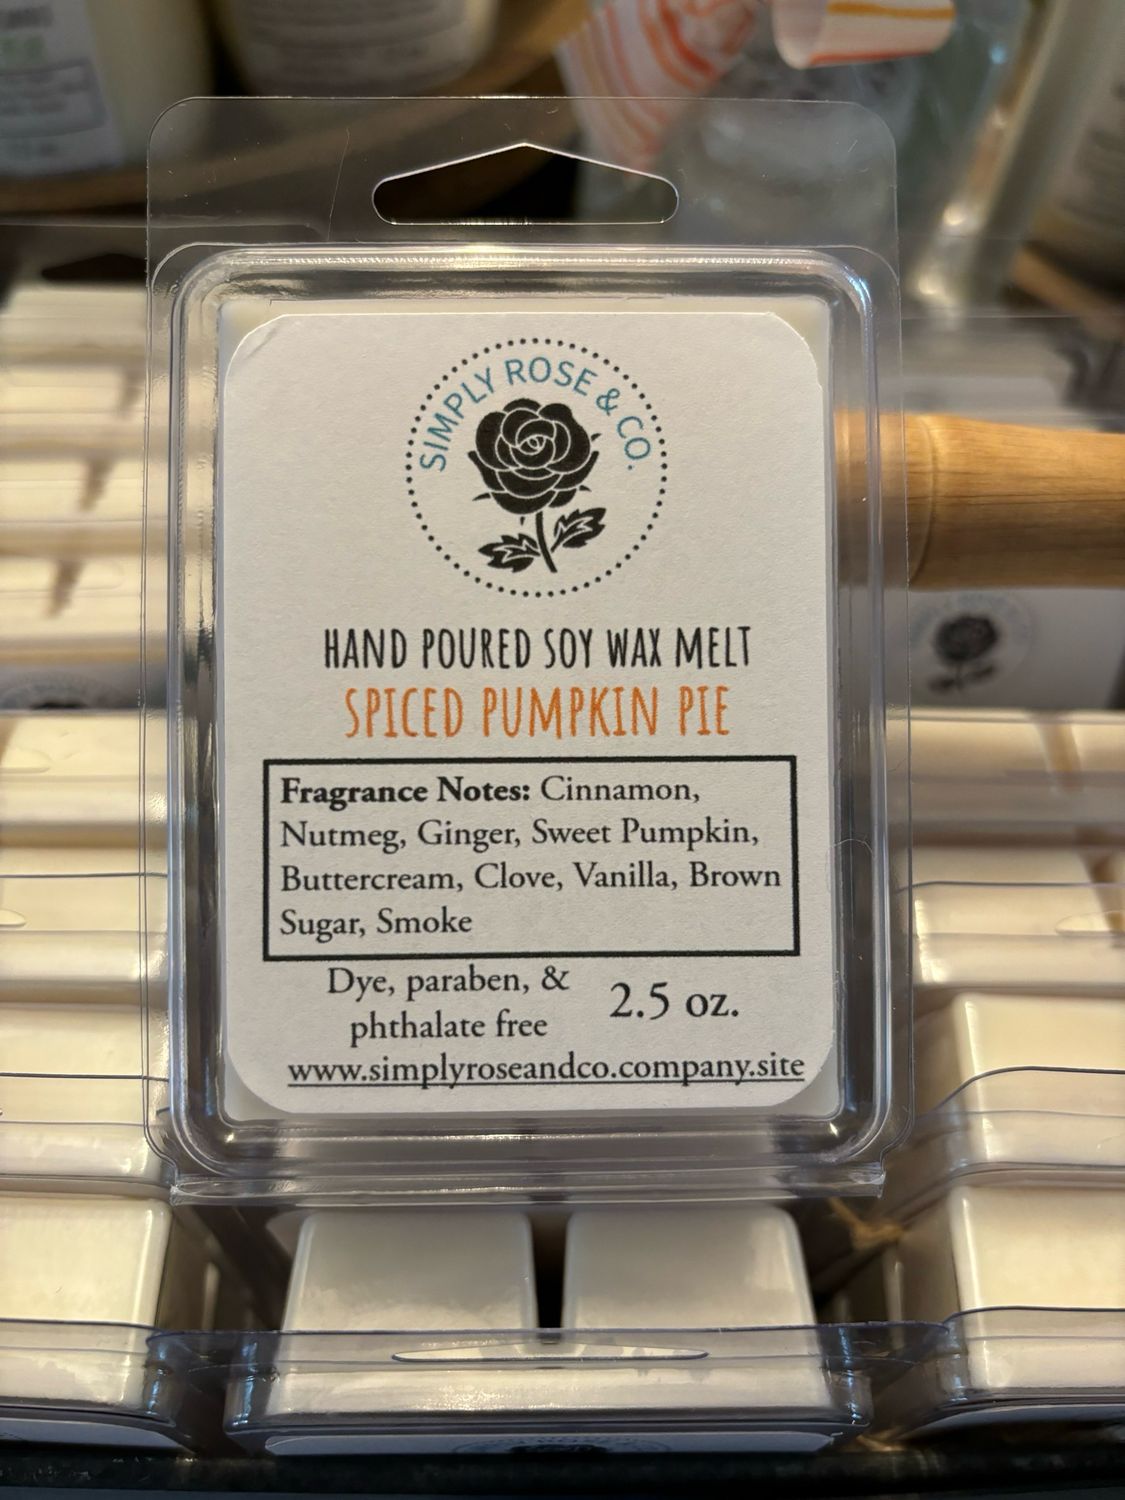 SIMPLY ROSE & CO.
HAND POURED SOY WAX MELT
SPICED PUMPKIN PIE
Fragrance Notes: Cinnamon,
Nutmeg, Ginger, Sweet Pumpkin,
Buttercream, Clove, Vanilla, Brown
Sugar, Smoke
Dye, paraben, &
phthalate free
2.5 oz.
www.simplyroseandco.company.site